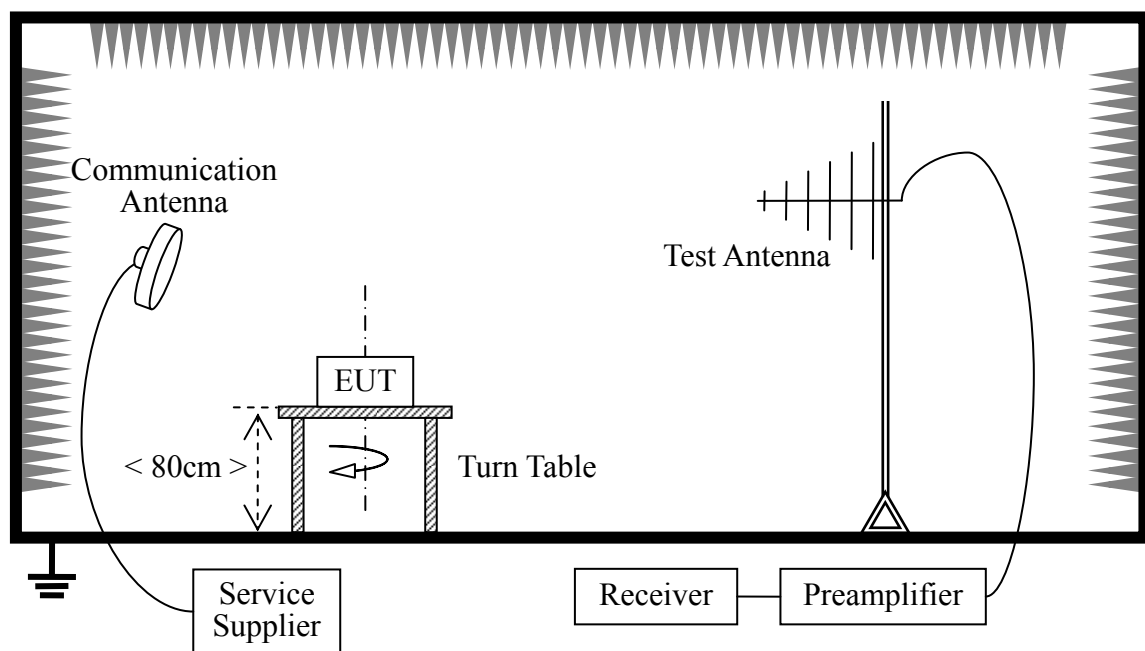 Communication
Antenna
Test Antenna
EUT
< 80cm >
Turn Table
Service
Supplier
Receiver
Preamplifier